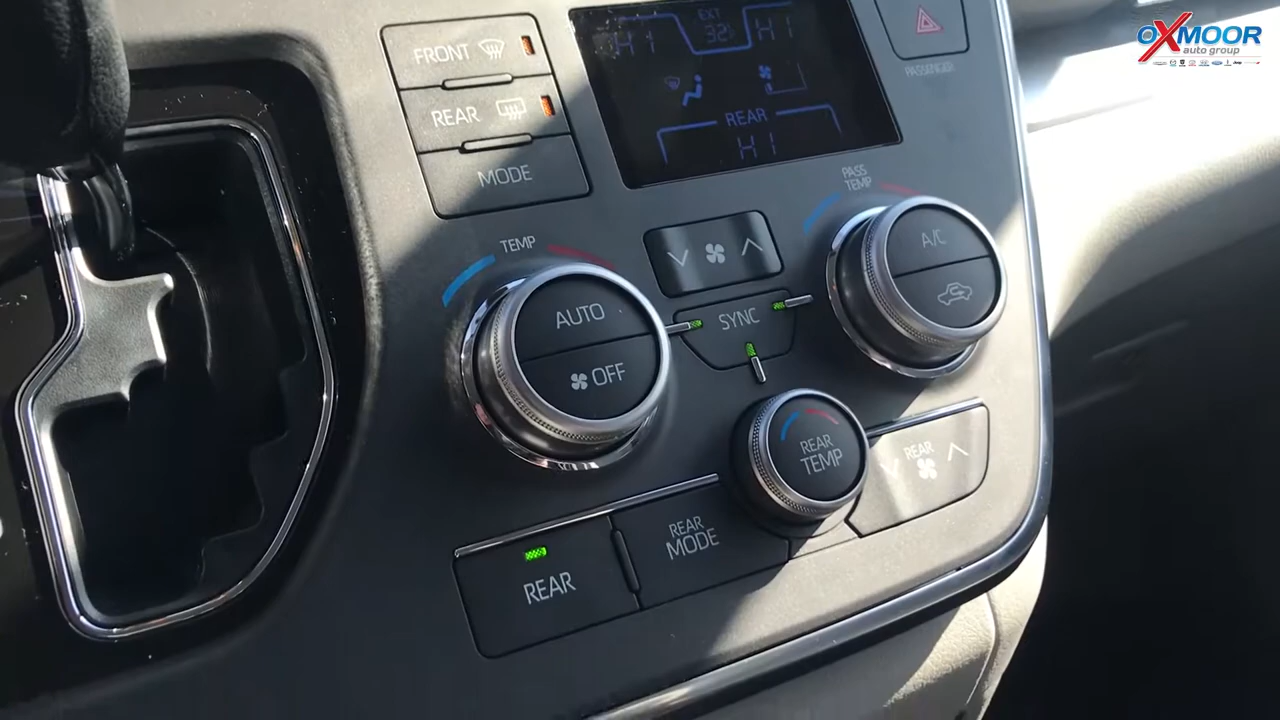 OXMOOR
auto group
FRONT
REAR
MODE
EXT
32°
HI
HI
REAR
HI
PASSENGER
TEMP
PASS
TEMP
AUTO
OFF
SYNC
A/C
REAR
TEMP
REAR
REAR
MODE
REAR